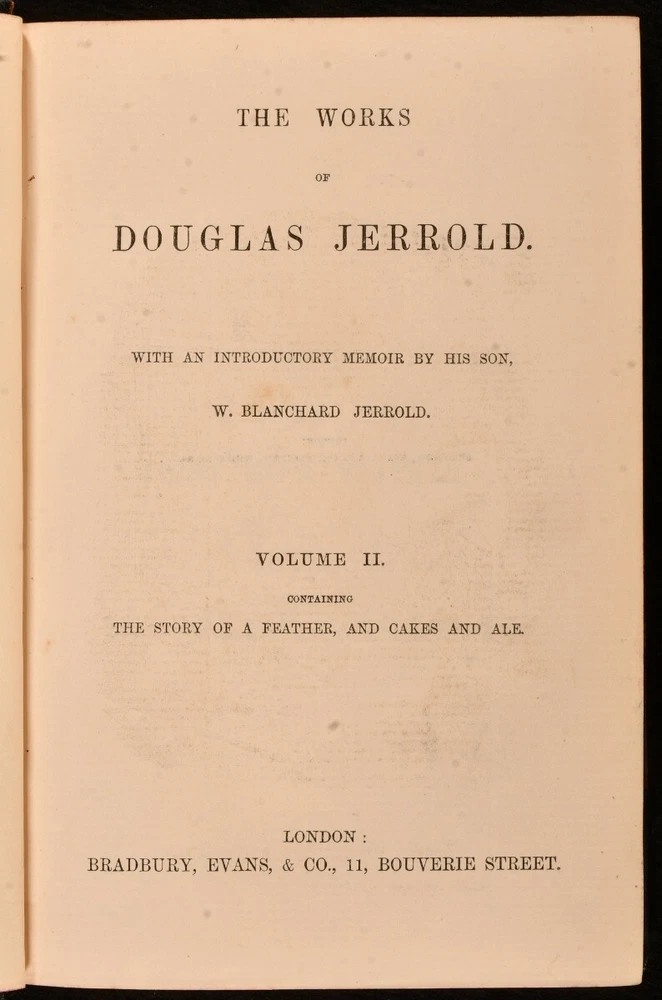 THE WORKS
OF
DOUGLAS JERROLD.
WITH AN INTRODUCTORY MEMOIR BY HIS SON,
W. BLANCHARD JERROLD.
VOLUME II.
CONTAINING
THE STORY OF A FEATHER, AND CAKES AND ALE.
LONDON:
BRADBURY, EVANS, & CO., 11, BOUVERIE STREET.